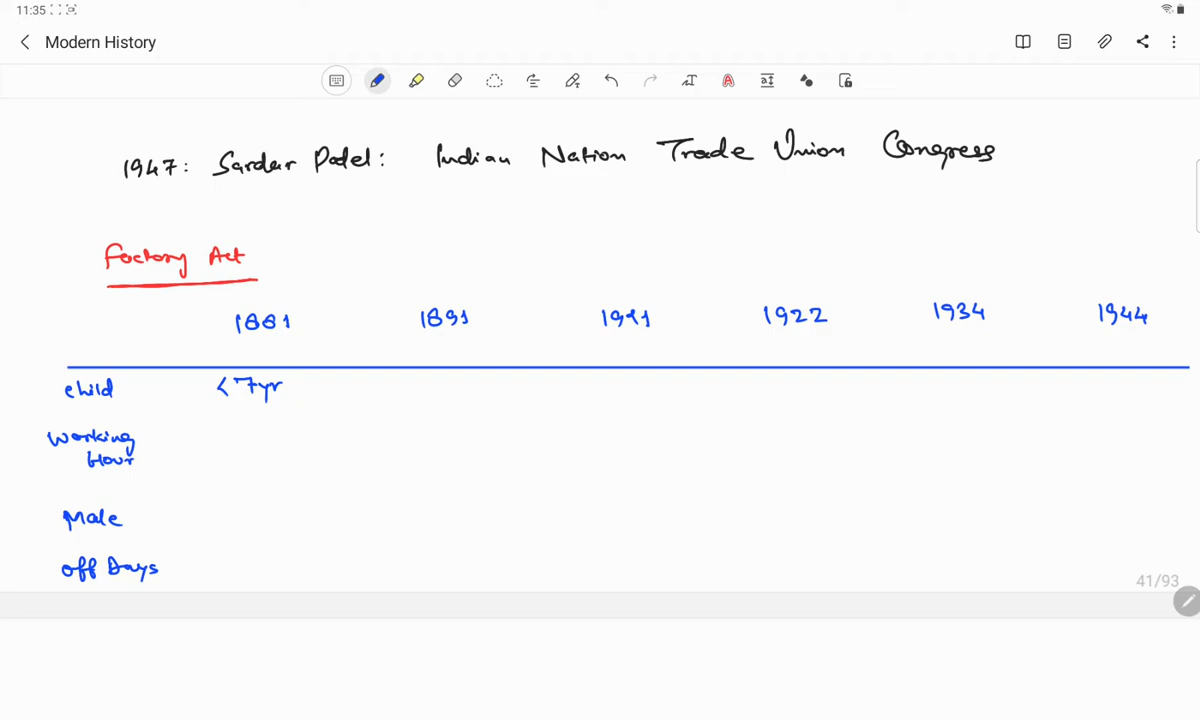 11:35
Modern History
1947: Sardar Patel: Indian Nation Trade Union Congress
Factory Act
1881 1891 1911 1922 1934 1944
child <7yr
Working
Hour
Male
Off Days
41/93